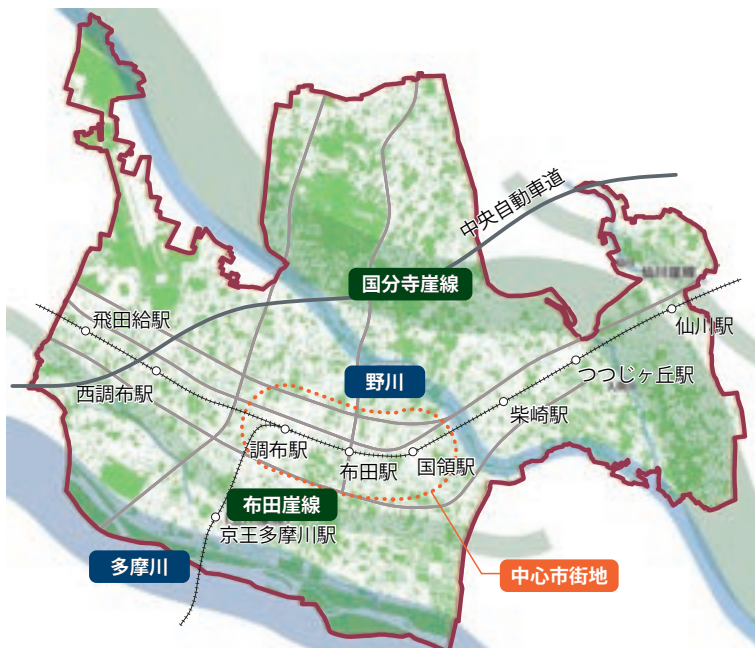 中央自動車道
国分寺崖線
仙川駅
飛田給駅
つつじヶ丘駅
野川
西調布駅
柴崎駅
調布駅
布田駅
国領駅
布田崖線
京王多摩川駅
多摩川
中心市街地